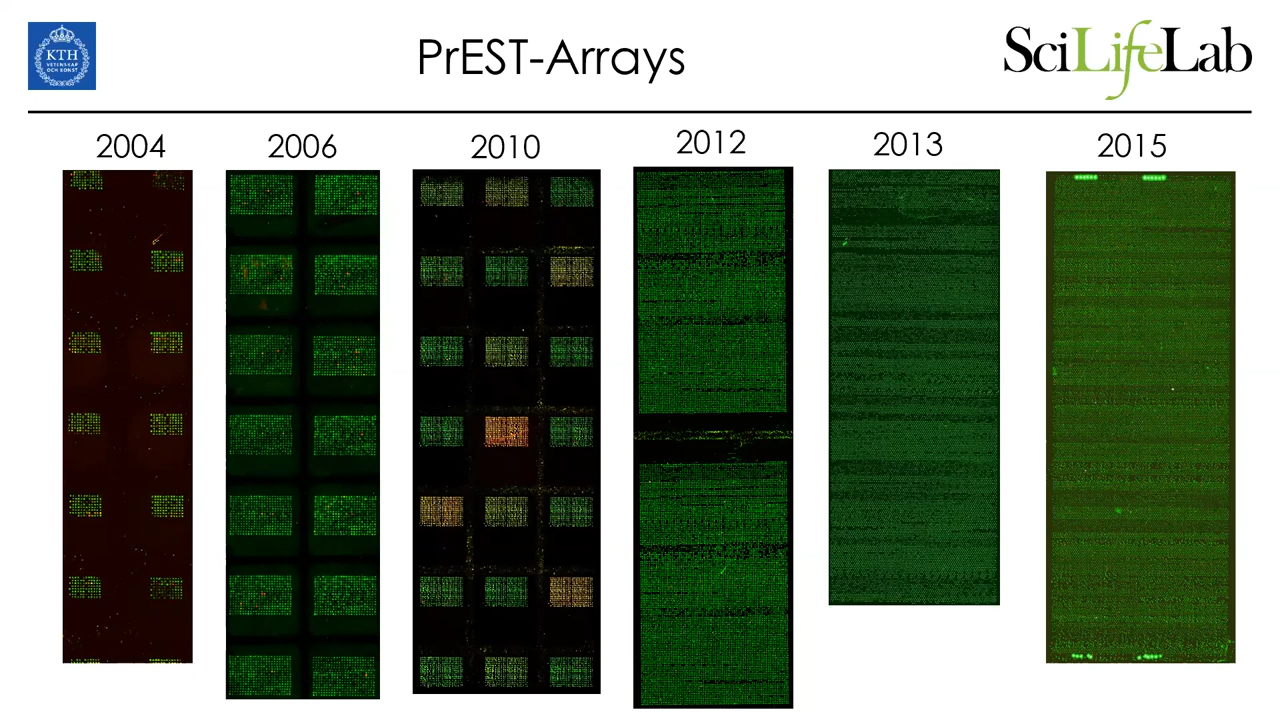 KTH
VETENSKAP
OCH KONST
PrEST-Arrays
SciLifeLab
2004
2006
2010
2012
2013
2015